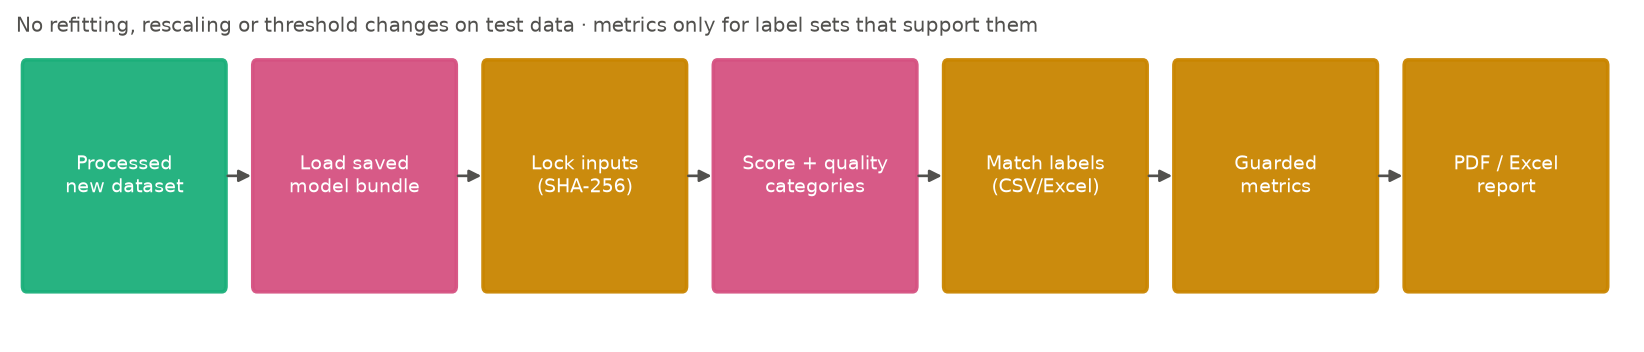 No refitting, rescaling or threshold changes on test data · metrics only for label sets that support them
Processed
new dataset
Load saved
model bundle
Lock inputs
(SHA-256)
Score + quality
categories
Match labels
(CSV/Excel)
Guarded
metrics
PDF / Excel
report